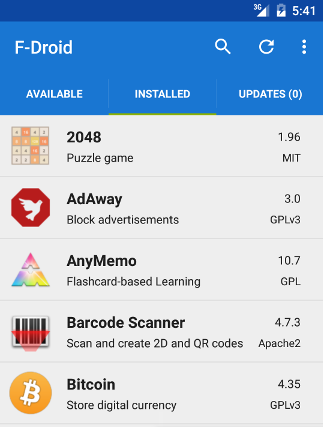 3G 5:41
F-Droid
AVAILABLE INSTALLED UPDATES (0)
2048 1.96
Puzzle game MIT
AdAway 3.0
Block advertisements GPLv3
AnyMemo 10.7
Flashcard-based Learning GPL
Barcode Scanner 4.7.3
Scan and create 2D and QR codes Apache2
Bitcoin 4.35
Store digital currency GPLv3